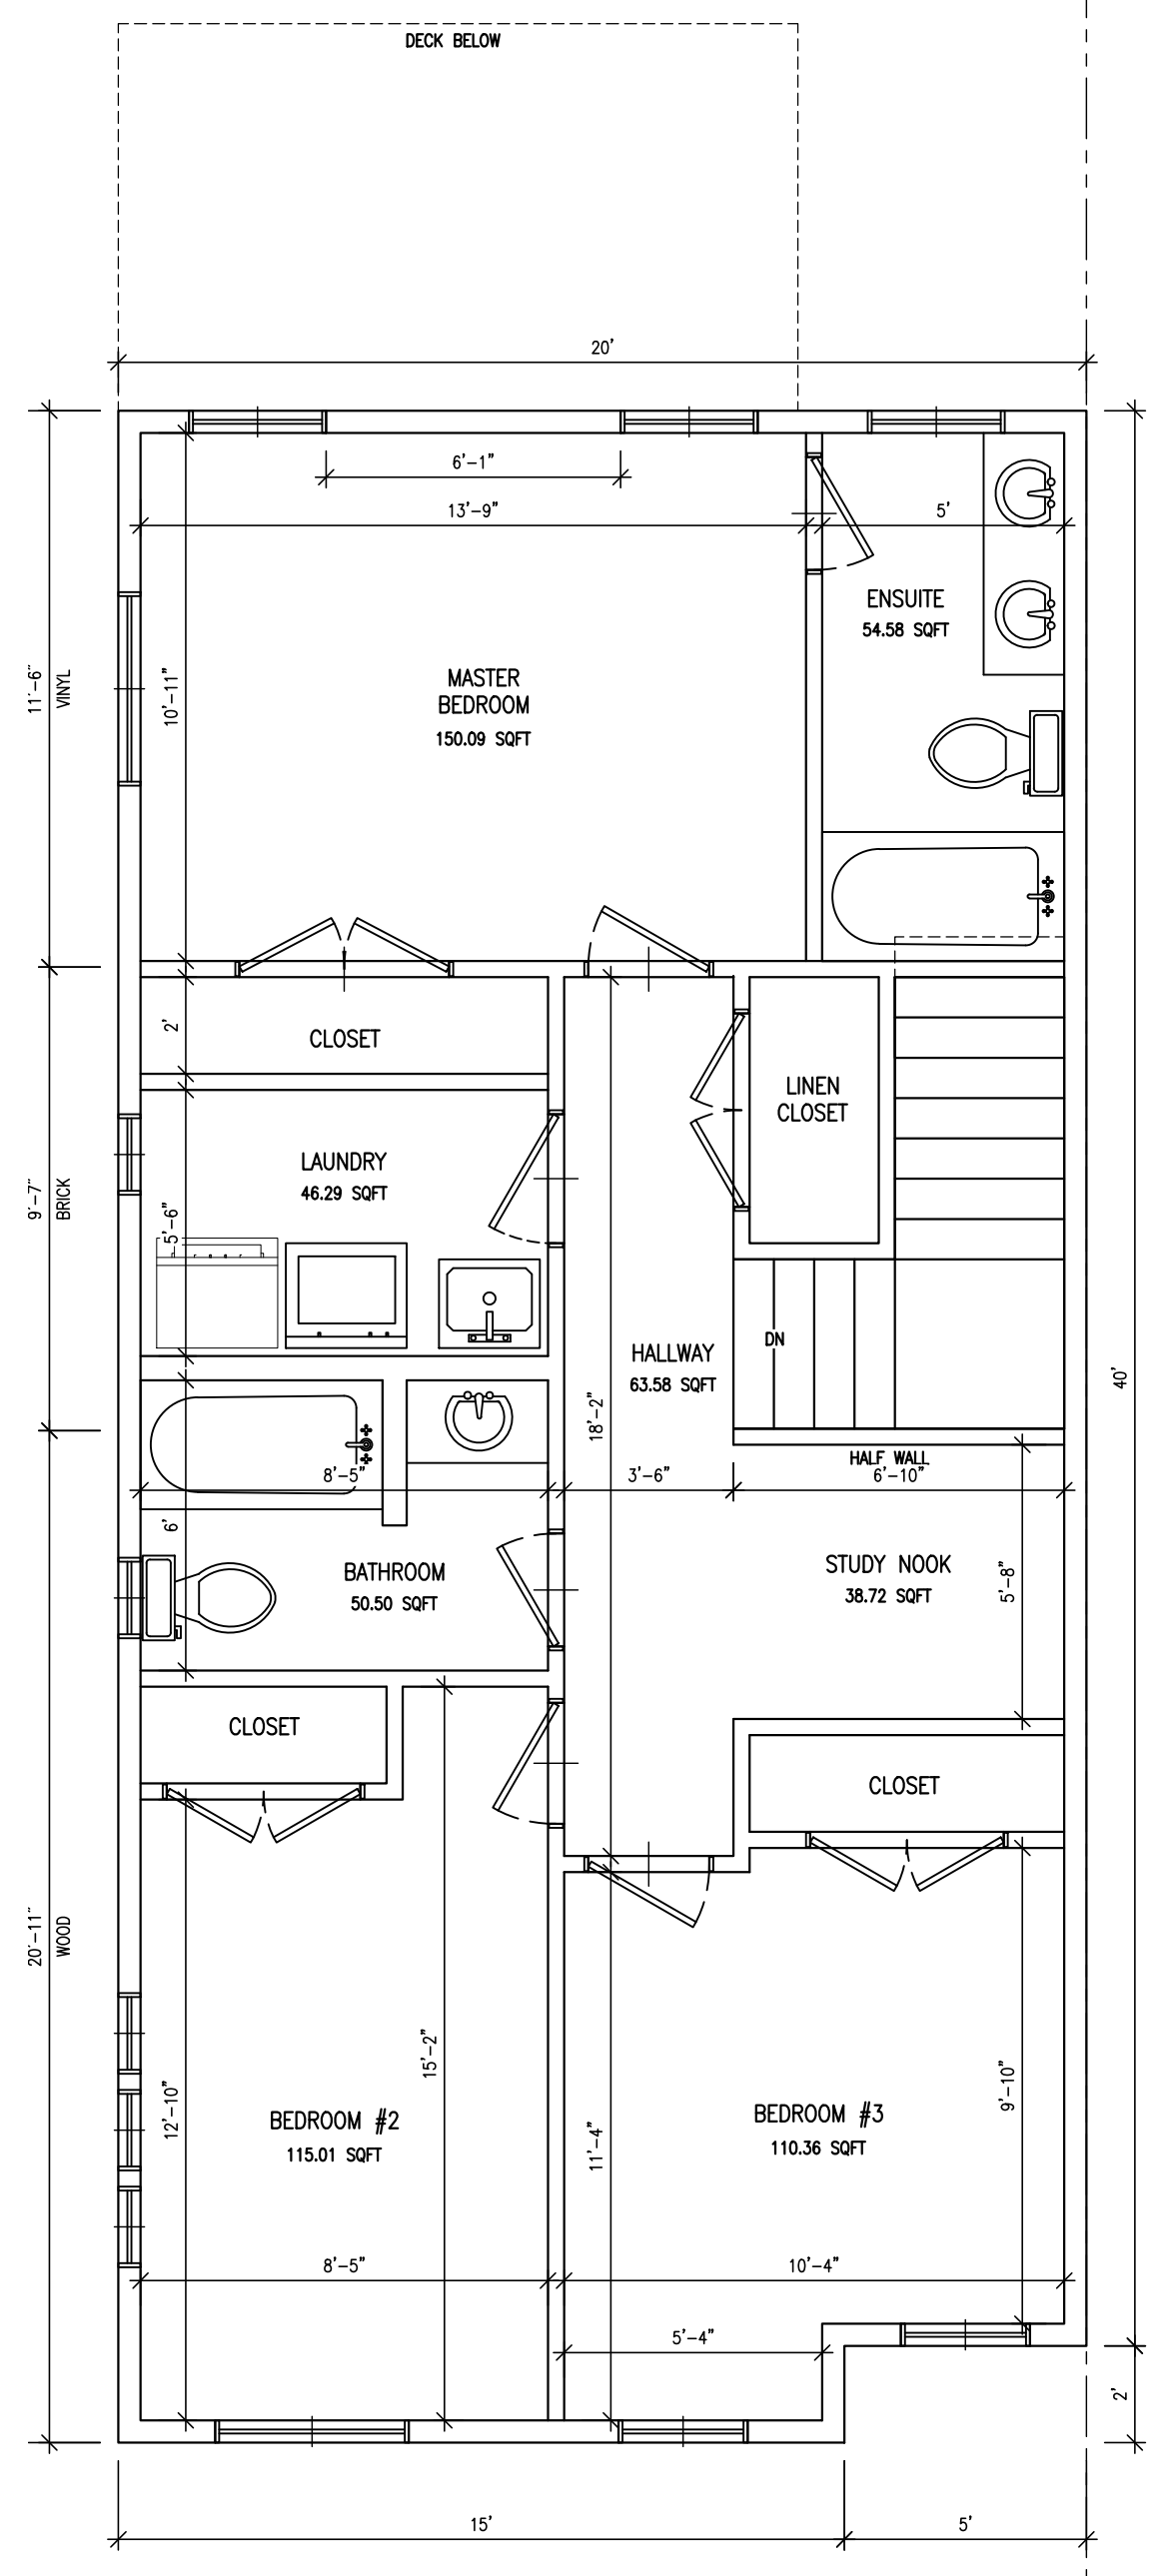 DECK BELOW
20'
6'-1"
13'-9"
5'
ENSUITE
54.58 SQFT
11'-6"
VINYL
10'-11"
MASTER
BEDROOM
150.09 SQFT
2'
CLOSET
LINEN
CLOSET
LAUNDRY
46.29 SQFT
9'-7"
BRICK
5'-6"
DN
HALLWAY
63.58 SQFT
40'
18'-2"
HALF WALL
8'-5"
3'-6"
6'-10"
6'
BATHROOM
50.50 SQFT
STUDY NOOK
38.72 SQFT
5'-8"
CLOSET
CLOSET
20'-11"
WOOD
15'-2"
12'-10"
9'-10"
BEDROOM #2
115.01 SQFT
BEDROOM #3
110.36 SQFT
11'-4"
8'-5"
10'-4"
5'-4"
2'
15'
5'